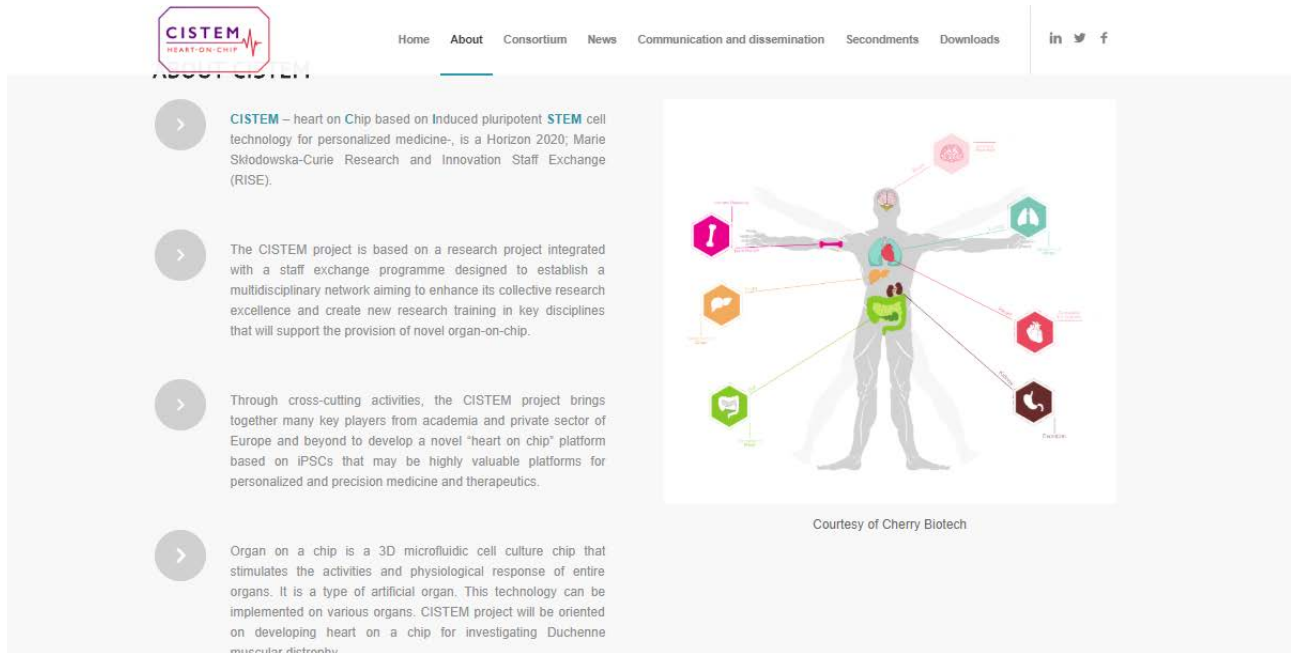 CISTEM
HEART-ON-CHIP
Home About Consortium News Communication and dissemination Secondments Downloads
in f
ABOUT CISTEM
CISTEM – heart on Chip based on Induced pluripotent STEM cell
technology for personalized medicine-, is a Horizon 2020; Marie
Skłodowska-Curie Research and Innovation Staff Exchange
(RISE).
The CISTEM project is based on a research project integrated
with a staff exchange programme designed to establish a
multidisciplinary network aiming to enhance its collective research
excellence and create new research training in key disciplines
that will support the provision of novel organ-on-chip.
Through cross-cutting activities, the CISTEM project brings
together many key players from academia and private sector of
Europe and beyond to develop a novel “heart on chip” platform
based on iPSCs that may be highly valuable platforms for
personalized and precision medicine and therapeutics.
Organ on a chip is a 3D microfluidic cell culture chip that
stimulates the activities and physiological response of entire
organs. It is a type of artificial organ. This technology can be
implemented on various organs. CISTEM project will be oriented
on developing heart on a chip for investigating Duchenne
muscular distrophy.
Heart
Kidney
Courtesy of Cherry Biotech